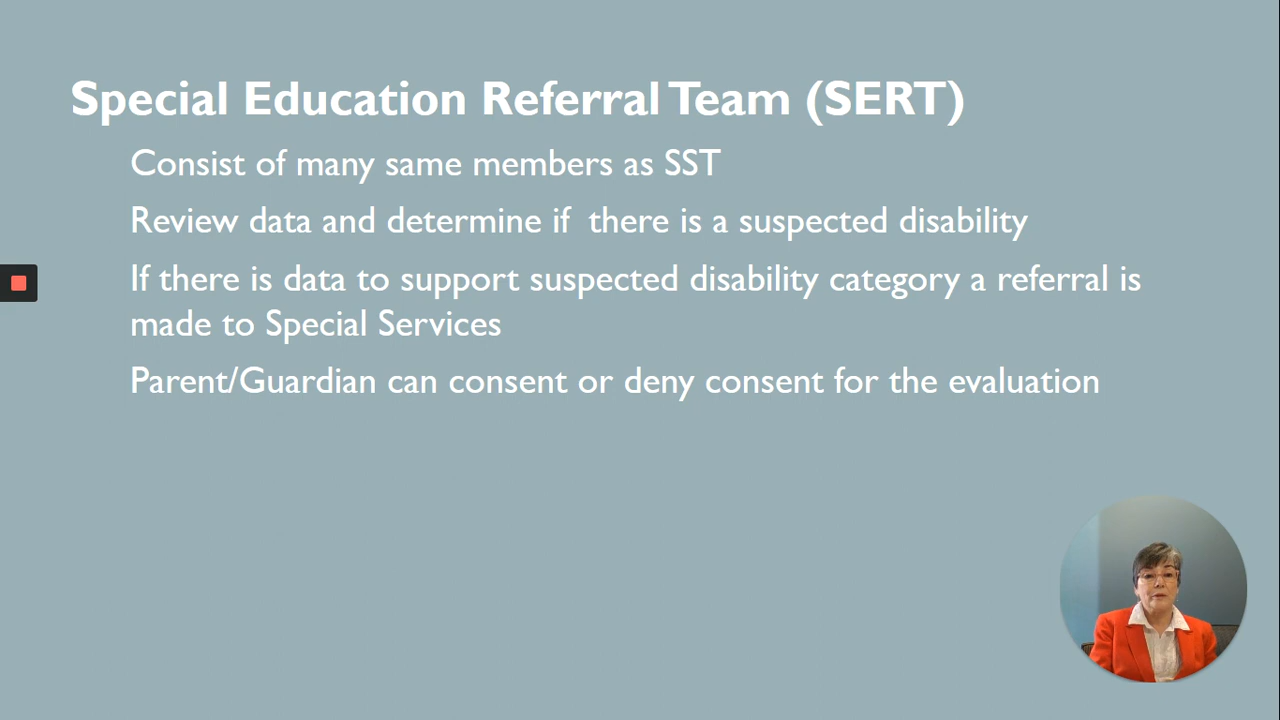 Special Education Referral Team (SERT)
Consist of many same members as SST
Review data and determine if  there is a suspected disability
If there is data to support suspected disability category a referral is
made to Special Services
Parent/Guardian can consent or deny consent for the evaluation